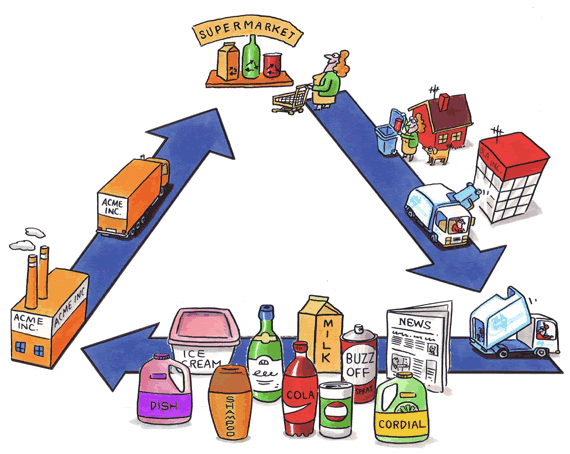 SUPERMARKET
ACME
INC.
ACME
INC.
ACME INC
ICE
CREAM
MILK
BUZZ
OFF
NEWS
DISH
SHAMPOO
COLA
CORDIAL